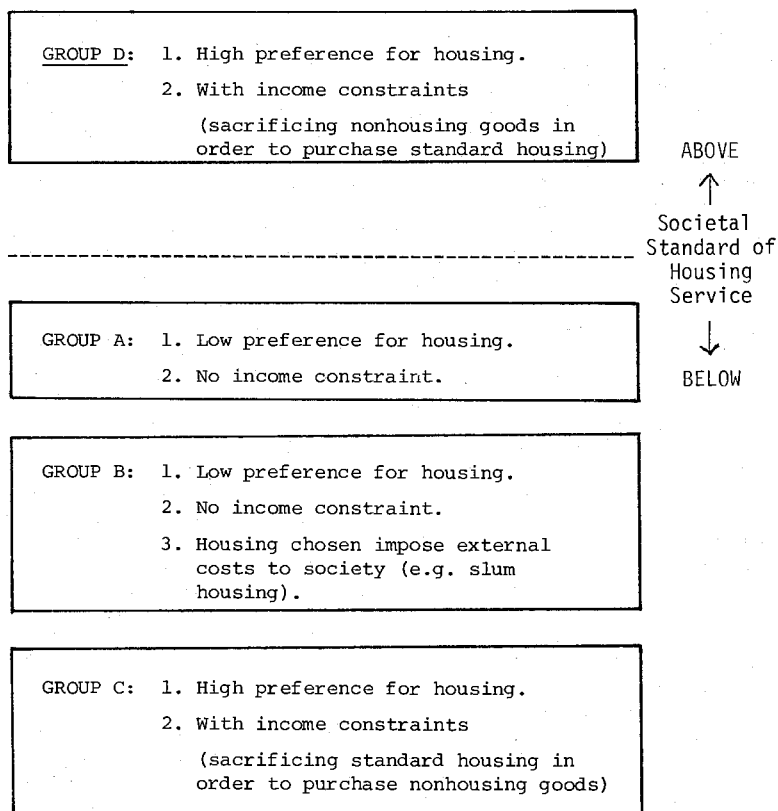 GROUP D: 1. High preference for housing.
2. With income constraints
(sacrificing nonhousing goods in
order to purchase standard housing)
ABOVE
↑
Societal
Standard of
Housing
Service
↓
BELOW
GROUP A: 1. Low preference for housing.
2. No income constraint.
GROUP B: 1. Low preference for housing.
2. No income constraint.
3. Housing chosen impose external
costs to society (e.g. slum
housing).
GROUP C: 1. High preference for housing.
2. With income constraints
(sacrificing standard housing in
order to purchase nonhousing goods)